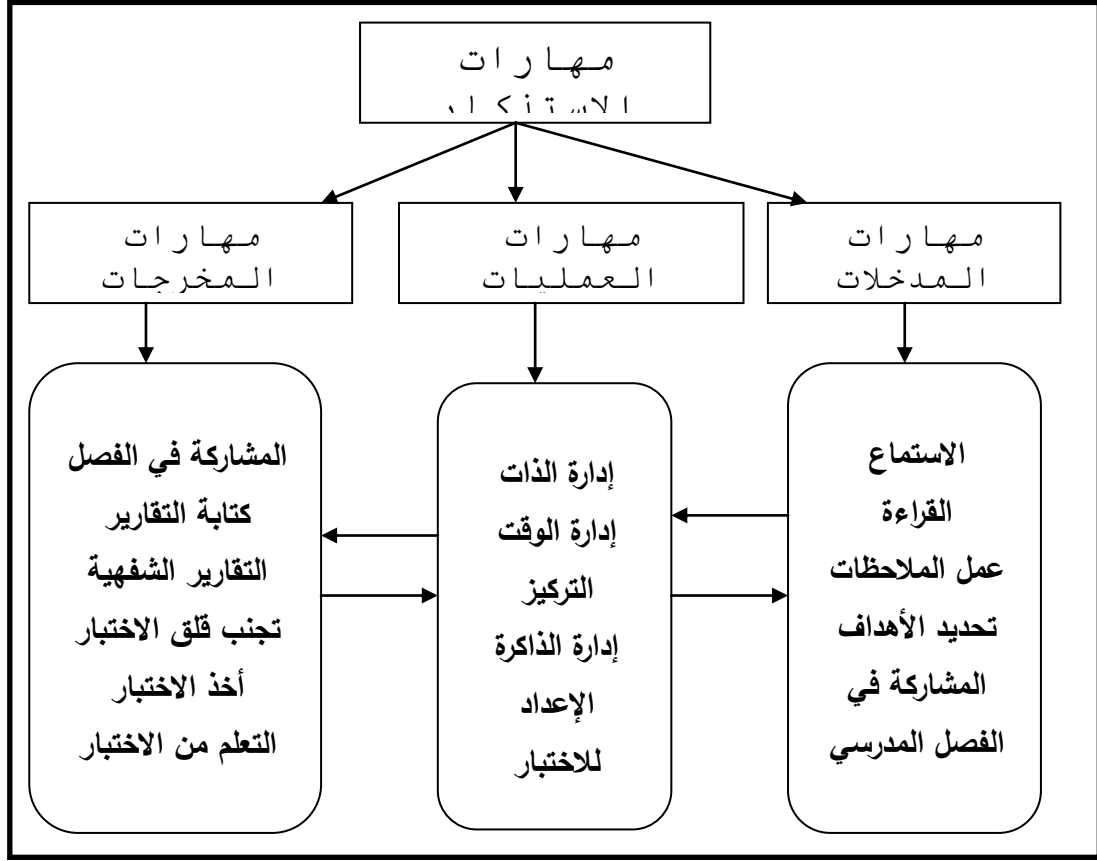 مهارات
الاستذكار
مهارات
المدخلات
مهارات
العمليات
مهارات
المخرجات
الاستماع
القراءة
عمل الملاحظات
تحديد الأهداف
المشاركة في
الفصل المدرسي
إدارة الذات
إدارة الوقت
التركيز
إدارة الذاكرة
الإعداد
للاختبار
المشاركة في الفصل
كتابة التقارير
التقارير الشفهية
تجنب قلق الاختبار
أخذ الاختبار
التعلم من الاختبار